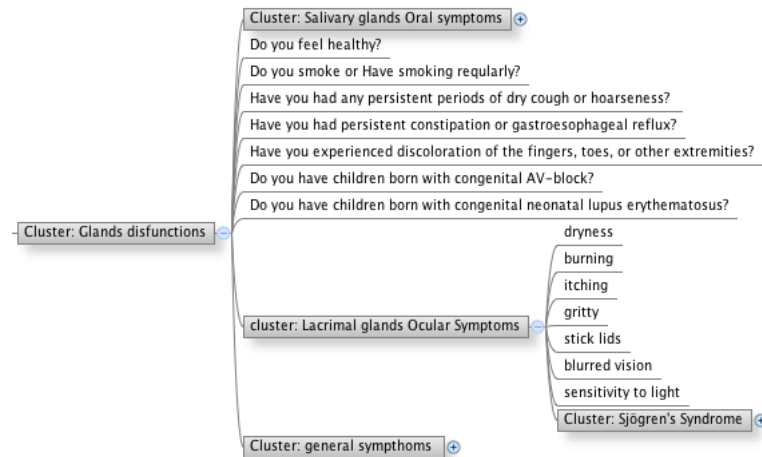 Cluster: Salivary glands Oral symptoms
Do you feel healthy?
Do you smoke or Have smoking reqularly?
Have you had any persistent periods of dry cough or hoarseness?
Have you had persistent constipation or gastroesophageal reflux?
Have you experienced discoloration of the fingers, toes, or other extremities?
Do you have children born with congenital AV-block?
Do you have children born with congenital neonatal lupus erythematosus?
Cluster: Glands disfunctions
cluster: Lacrimal glands Ocular Symptoms
dryness
burning
itching
gritty
stick lids
blurred vision
sensitivity to light
Cluster: Sjögren's Syndrome
Cluster: general sympthoms